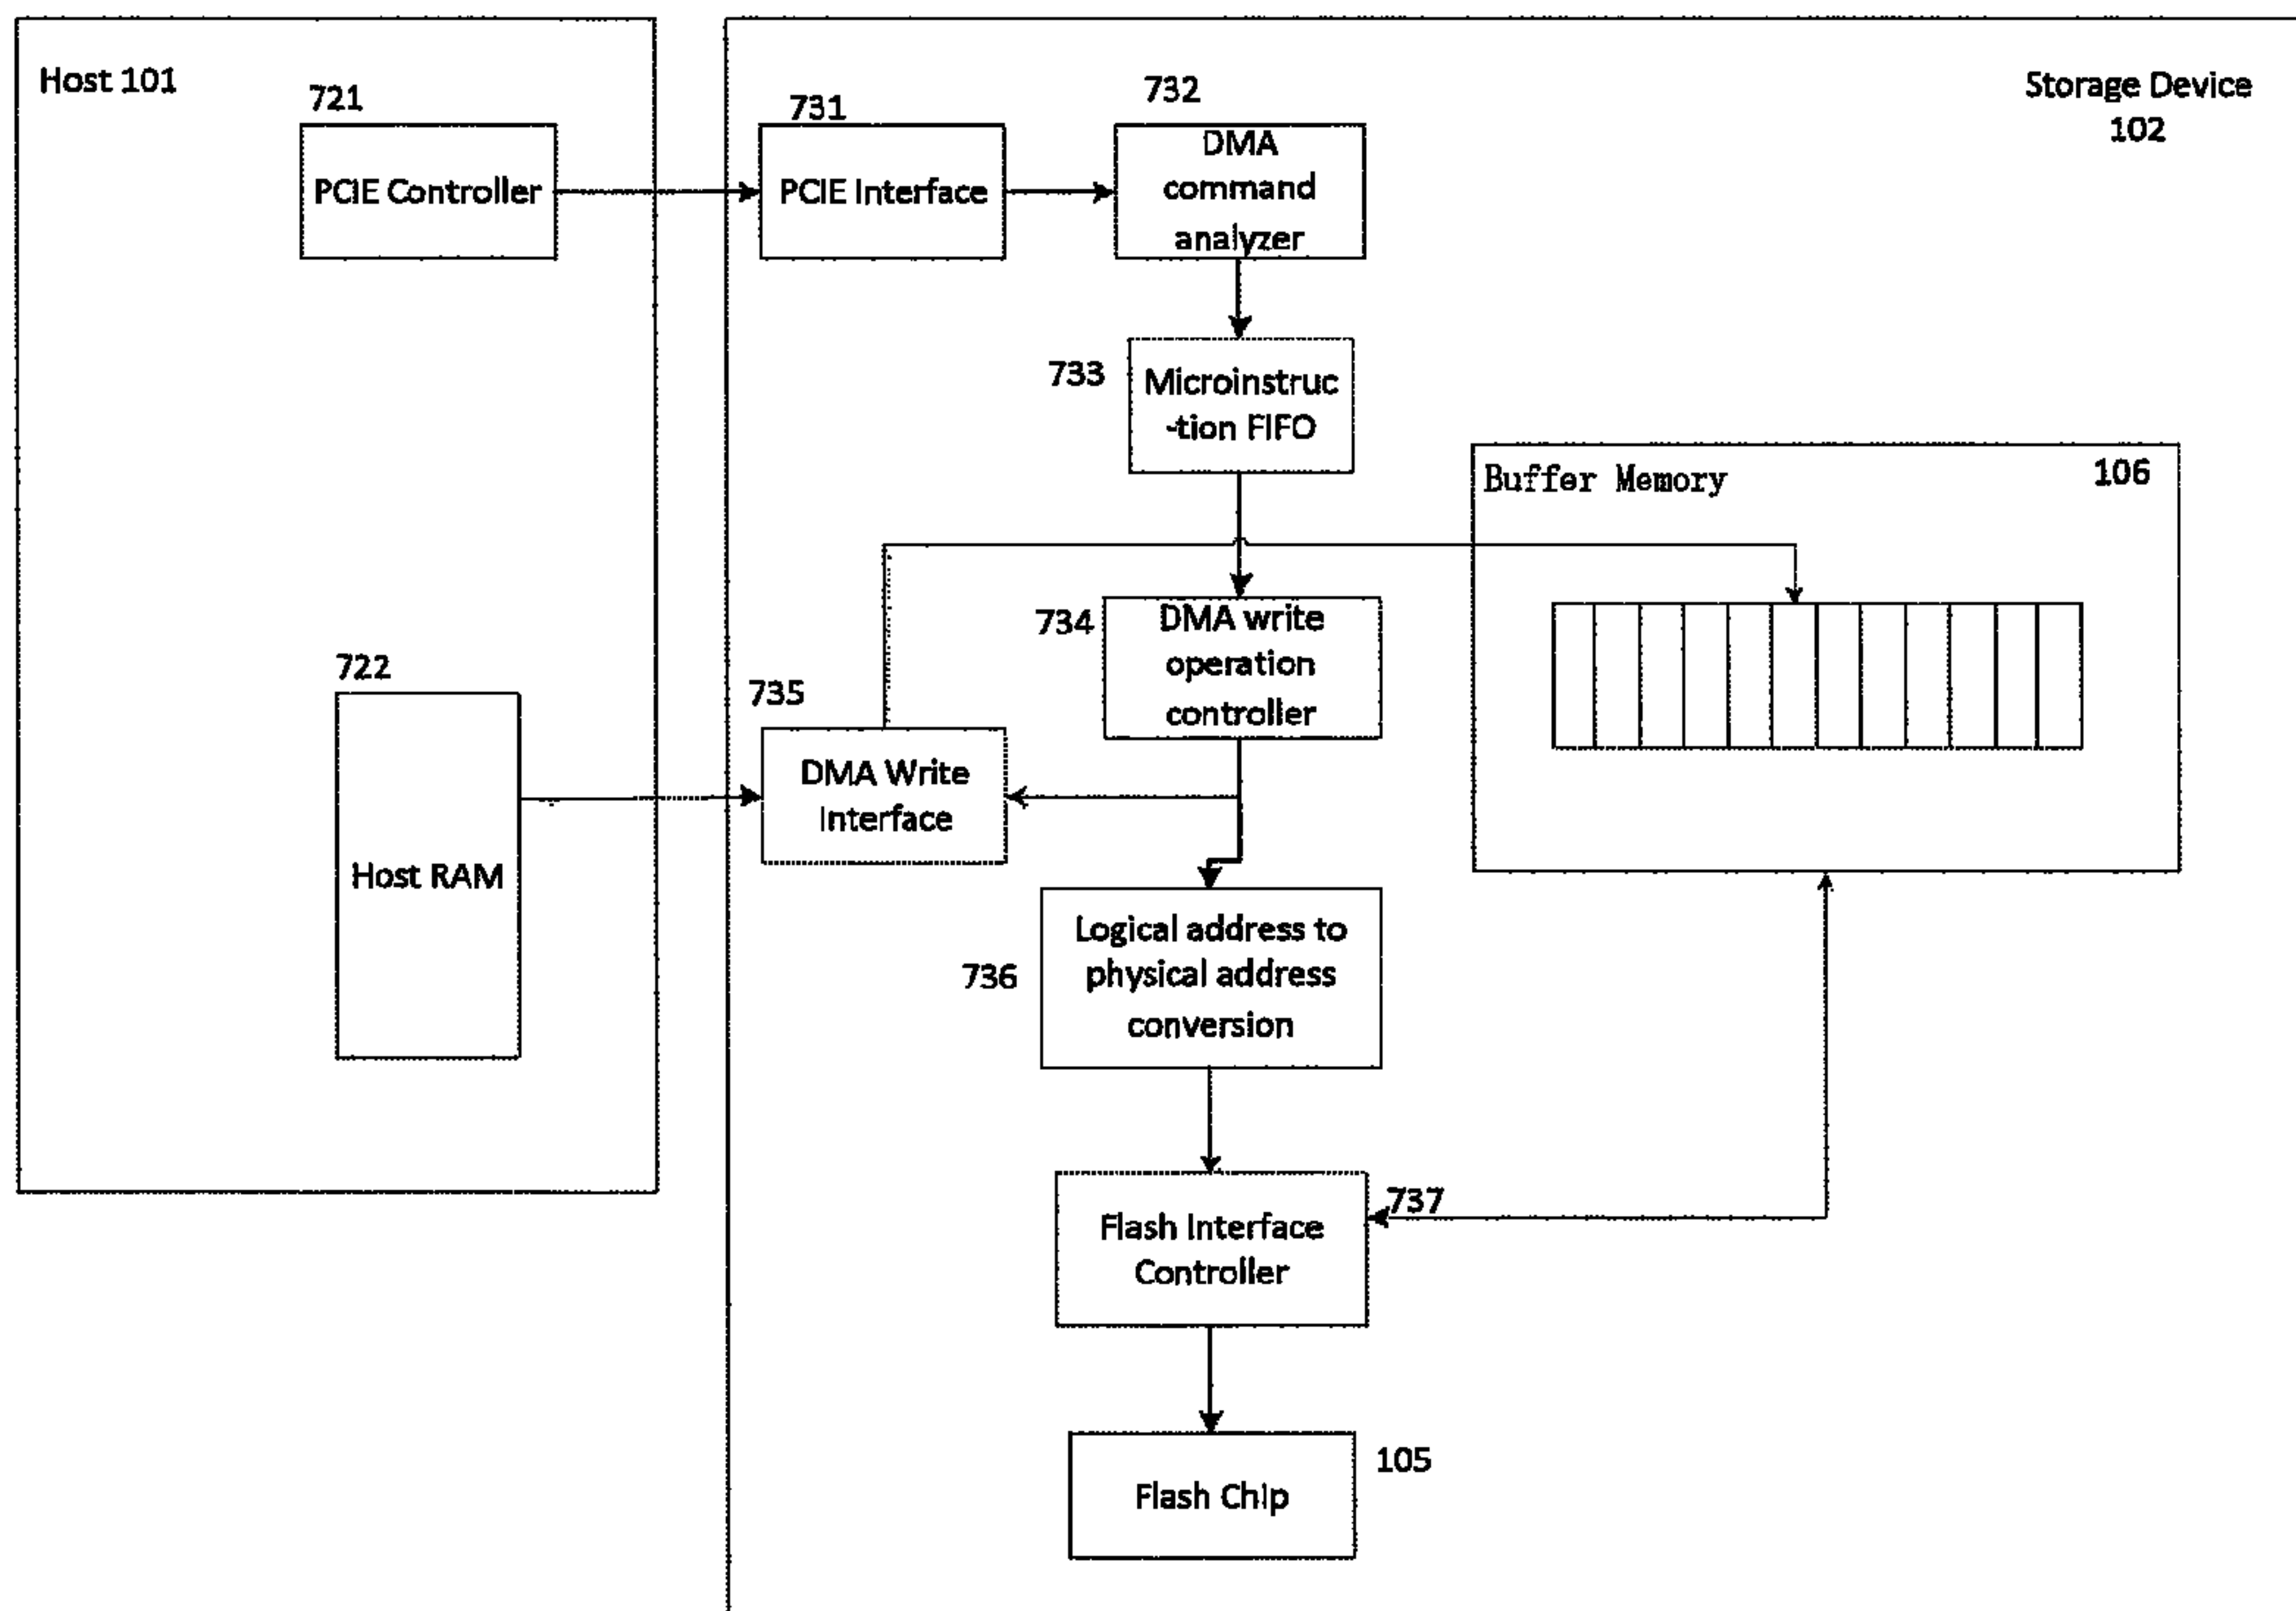 Host 101
721
PCIE Controller
731
PCIE Interface
732
DMA
command
analyzer
Storage Device
102
733
Microinstruc
-tion FIFO
Buffer Memory
106
734
DMA write
operation
controller
722
Host RAM
735
DMA Write
Interface
736
Logical address to
physical address
conversion
737
Flash Interface
Controller
105
Flash Chip